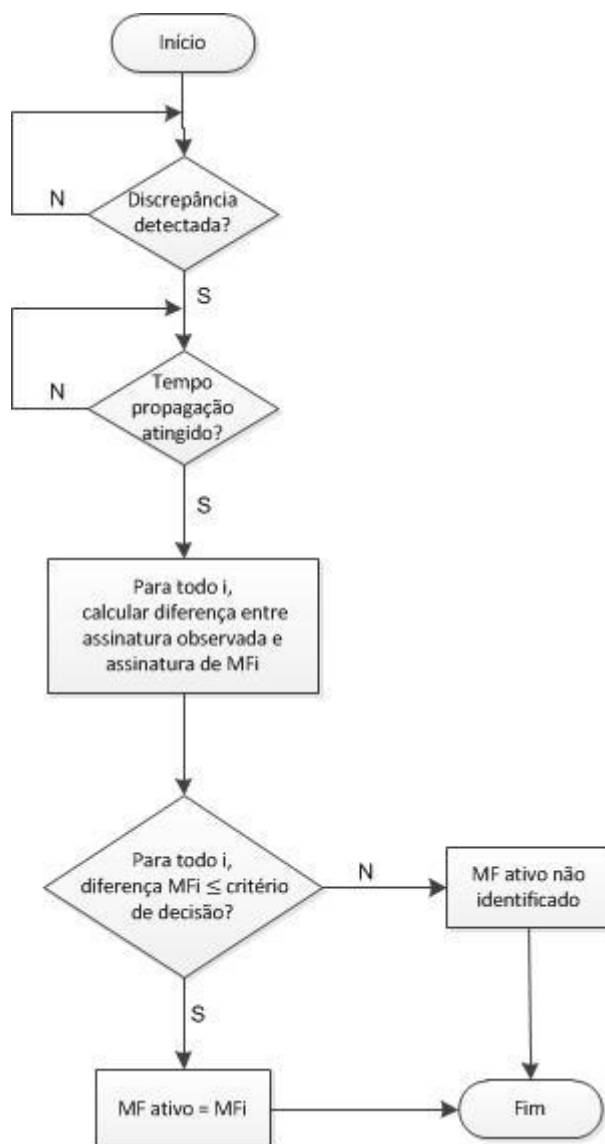 Início
Discrepância
detectada?
N
S
Tempo
propagação
atingido?
N
S
Para todo i,
calcular diferença entre
assinatura observada e
assinatura de MFi
Para todo i,
diferença MFi ≤ critério
de decisão?
N
MF ativo não
identificado
S
MF ativo = MFi
Fim